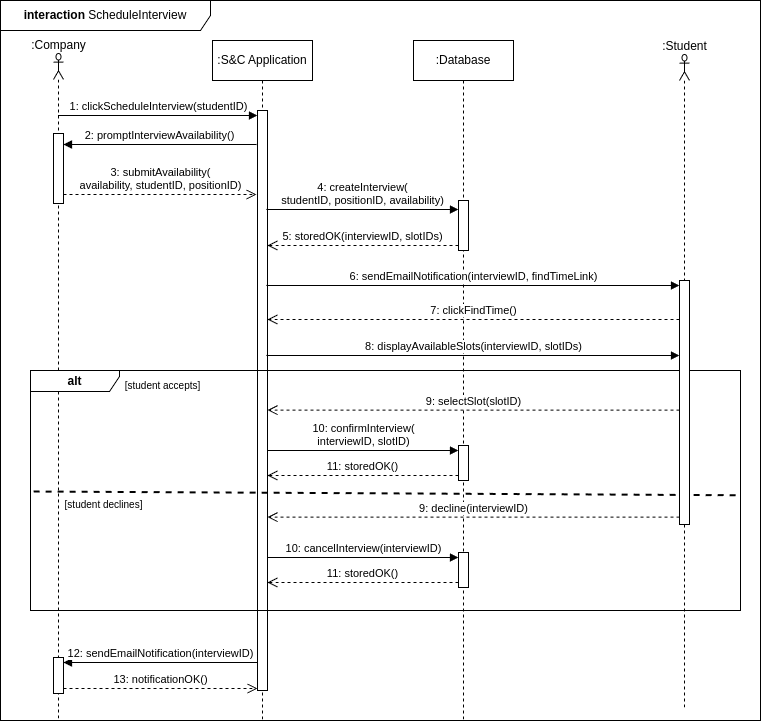 interaction ScheduleInterview
:Company
:S&C Application
:Database
:Student
1: clickScheduleInterview(studentID)
2: promptInterviewAvailability()
3: submitAvailability(
availability, studentID, positionID)
4: createInterview(
studentID, positionID, availability)
5: storedOK(interviewID, slotIDs)
6: sendEmailNotification(interviewID, findTimeLink)
7: clickFindTime()
8: displayAvailableSlots(interviewID, slotIDs)
alt
[student accepts]
9: selectSlot(slotID)
10: confirmInterview(
interviewID, slotID)
11: storedOK()
[student declines]
9: decline(interviewID)
10: cancelInterview(interviewID)
11: storedOK()
12: sendEmailNotification(interviewID)
13: notificationOK()